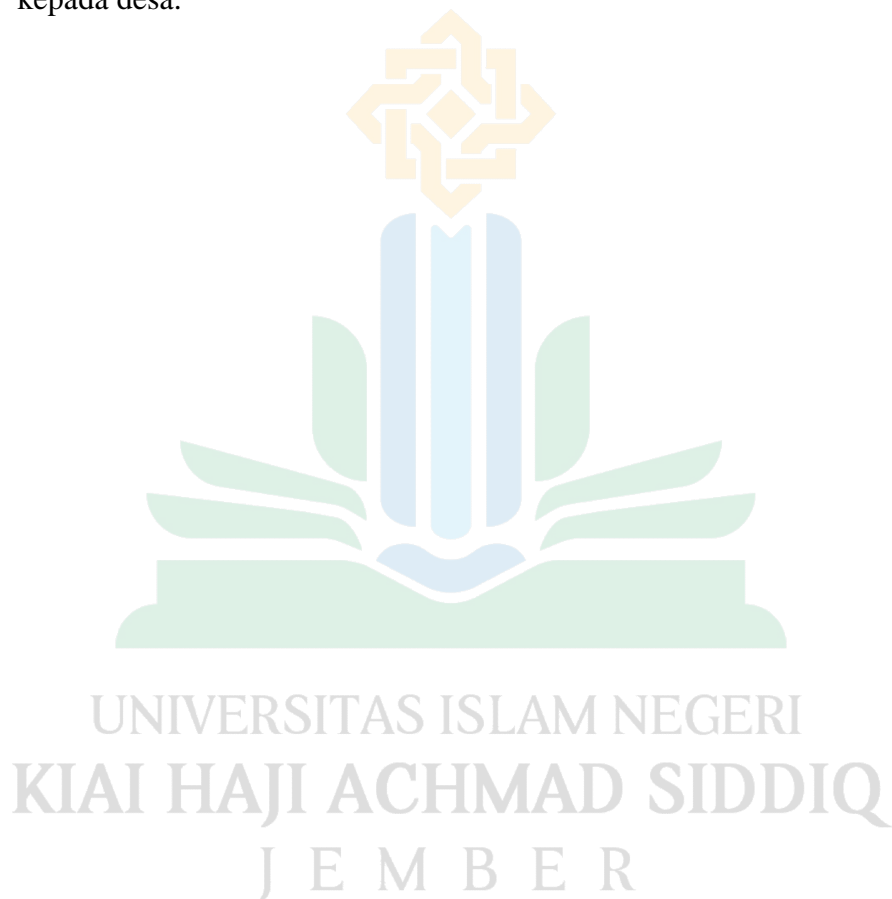 kepada desa.
UNIVERSITAS ISLAM NEGERI
KIAI HAJI ACHMAD SIDDIQ
J E M B E R